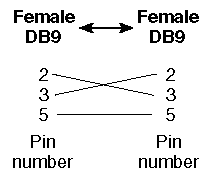 Female Female
DB9 DB9
2 2
3 3
5 5
Pin Pin
number number